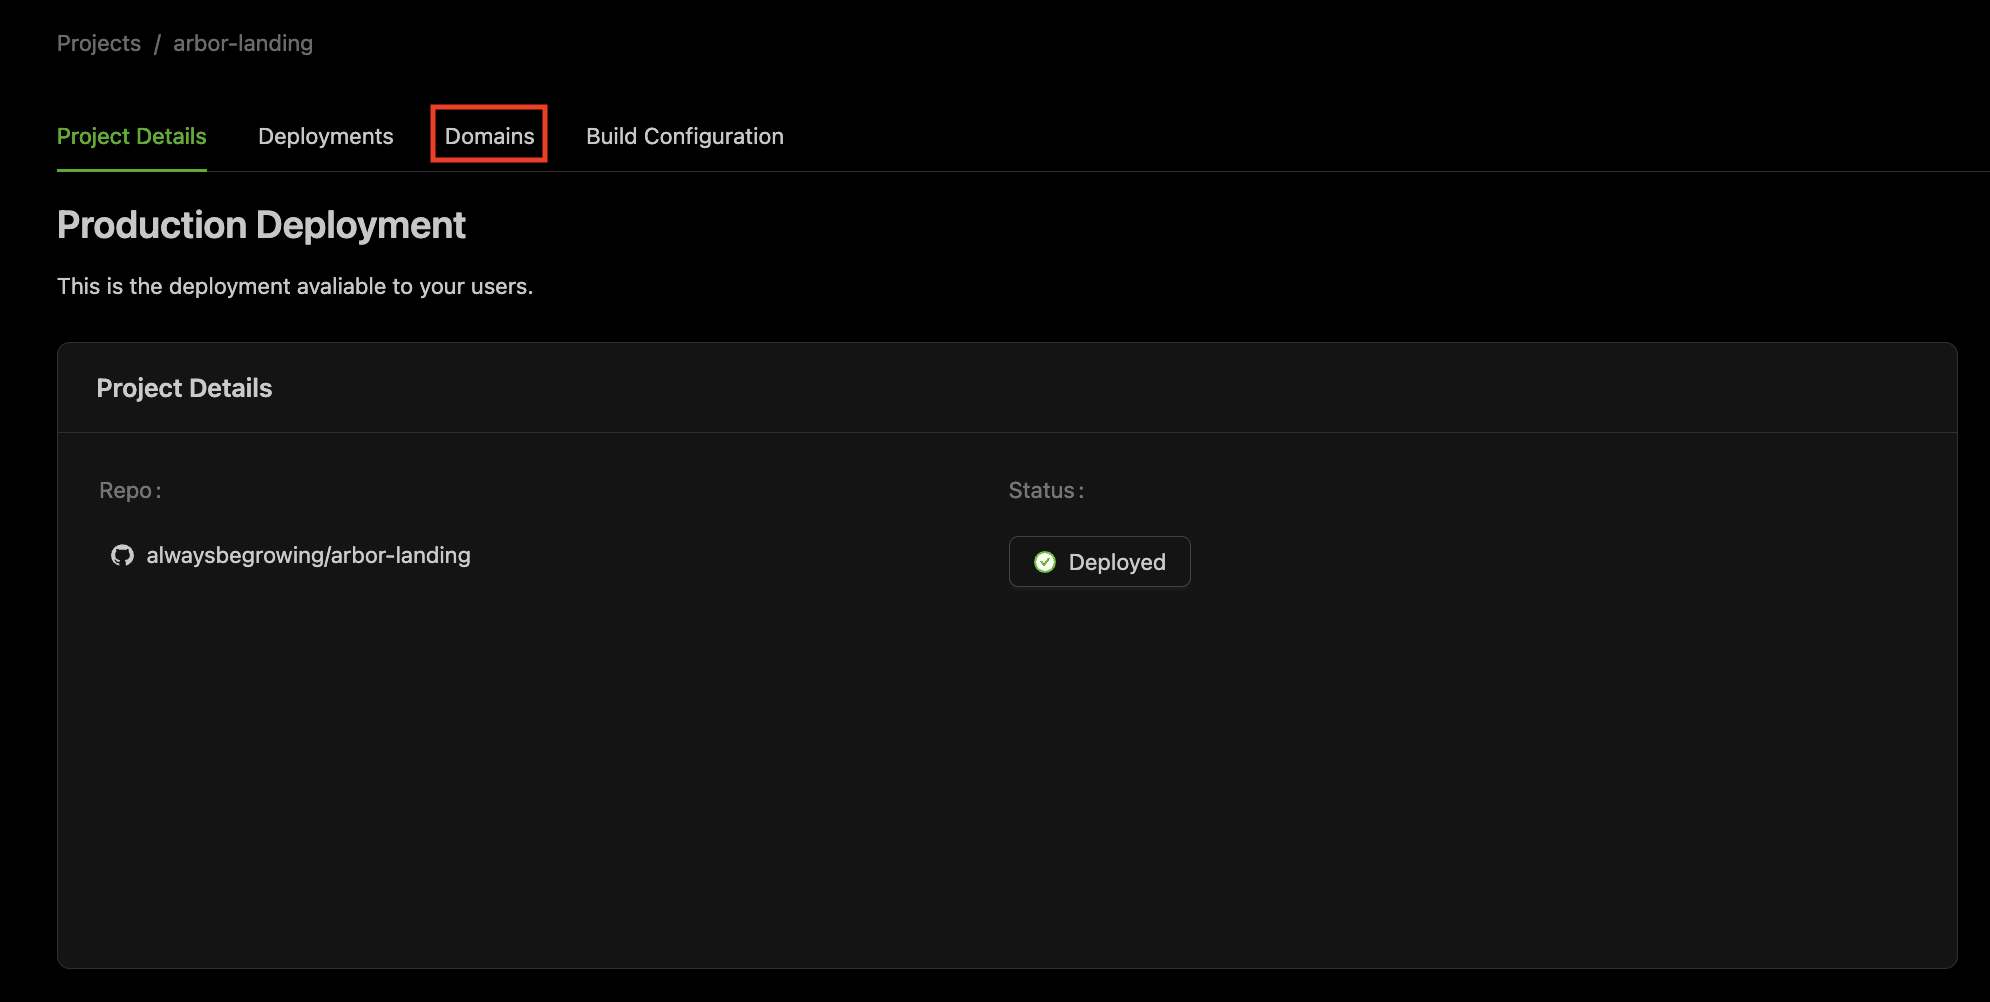 Projects / arbor-landing
Project Details Deployments Domains Build Configuration
Production Deployment
This is the deployment avaliable to your users.
Project Details
Repo: Status:
alwaysbegrowing/arbor-landing Deployed